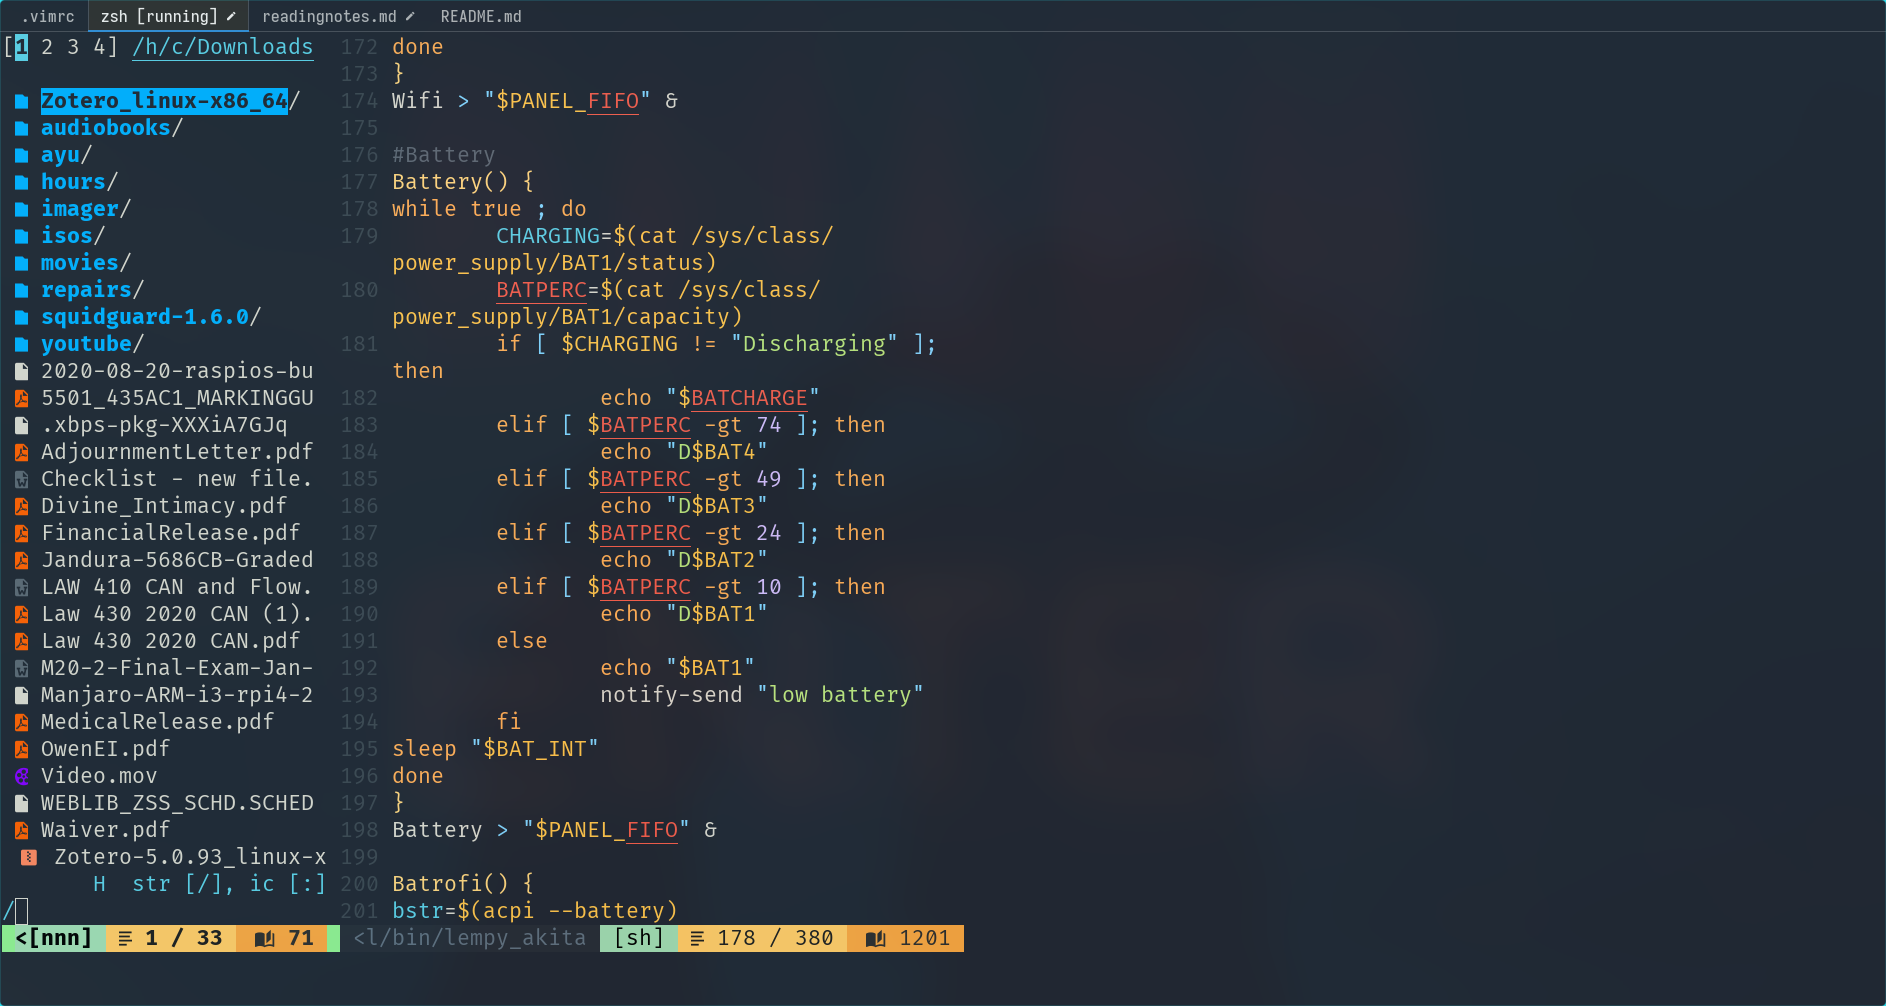 .vimrc zsh [running] readingnotes.md README.md
[1 2 3 4] /h/c/Downloads
Zotero_linux-x86_64/
audiobooks/
ayu/
hours/
imager/
isos/
movies/
repairs/
squidguard-1.6.0/
youtube/
2020-08-20-raspios-bu
5501_435AC1_MARKINGGU
.xbps-pkg-XXXiA7GJq
AdjournmentLetter.pdf
Checklist - new file.
Divine_Intimacy.pdf
FinancialRelease.pdf
Jandura-5686CB-Graded
LAW 410 CAN and Flow.
Law 430 2020 CAN (1).
Law 430 2020 CAN.pdf
M20-2-Final-Exam-Jan-
Manjaro-ARM-i3-rpi4-2
MedicalRelease.pdf
OwenEI.pdf
Video.mov
WEBLIB_ZSS_SCHD.SCHED
Waiver.pdf
Zotero-5.0.93_linux-x
H str [/], ic [:]
/
172 done
173 }
174 Wifi > "$PANEL_FIFO" &
175
176 #Battery
177 Battery() {
178 while true ; do
179 CHARGING=$(cat /sys/class/
power_supply/BAT1/status)
180 BATPERC=$(cat /sys/class/
power_supply/BAT1/capacity)
181 if [ $CHARGING != "Discharging" ];
then
182 echo "$BATCHARGE"
183 elif [ $BATPERC -gt 74 ]; then
184 echo "D$BAT4"
185 elif [ $BATPERC -gt 49 ]; then
186 echo "D$BAT3"
187 elif [ $BATPERC -gt 24 ]; then
188 echo "D$BAT2"
189 elif [ $BATPERC -gt 10 ]; then
190 echo "D$BAT1"
191 else
192 echo "$BAT1"
193 notify-send "low battery"
194 fi
195 sleep "$BAT_INT"
196 done
197 }
198 Battery > "$PANEL_FIFO" &
199
200 Batrofi() {
201 bstr=$(acpi --battery)
<[nnn] 1 / 33 71 <l/bin/lempy_akita [sh] 178 / 380 1201